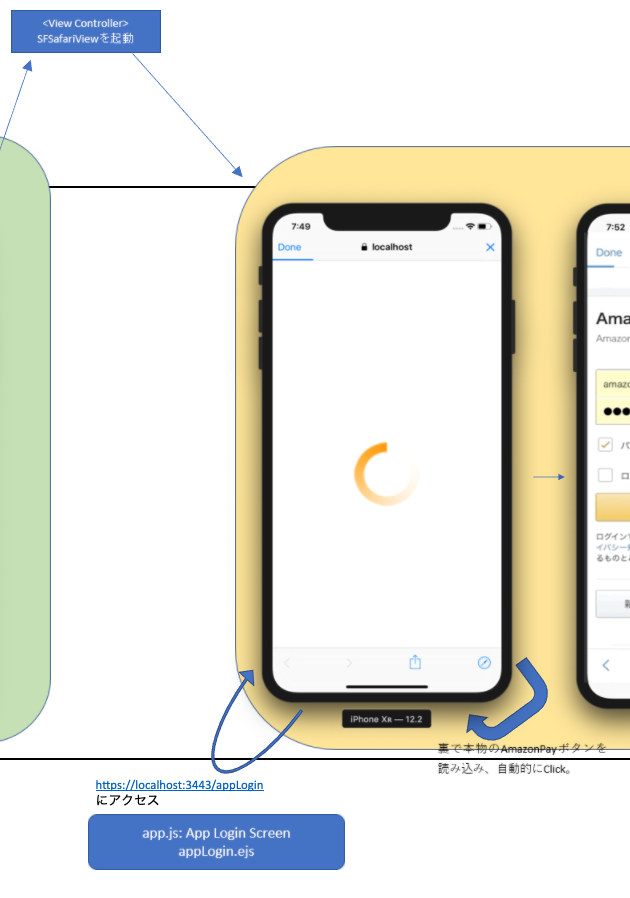 <View Controller>
SFSafariViewを起動
7:49
Done
localhost
7:52
Done
Ama
Amazon
amazo
パ
ロ
ログイン
イバシー
るものと
iPhone XR — 12.2
裏で本物のAmazonPayボタンを
読み込み、自動的にClick。
https://localhost:3443/appLogin
にアクセス
app.js: App Login Screen
appLogin.ejs